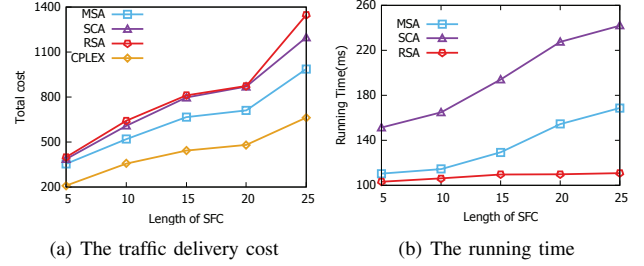 MSA
SCA
RSA
CPLEX
1400
1100
800
500
200
Total cost
5 10 15 20 25
Length of SFC
(a) The traffic delivery cost
MSA
SCA
RSA
260
220
180
140
100
Running Time(ms)
5 10 15 20 25
Length of SFC
(b) The running time